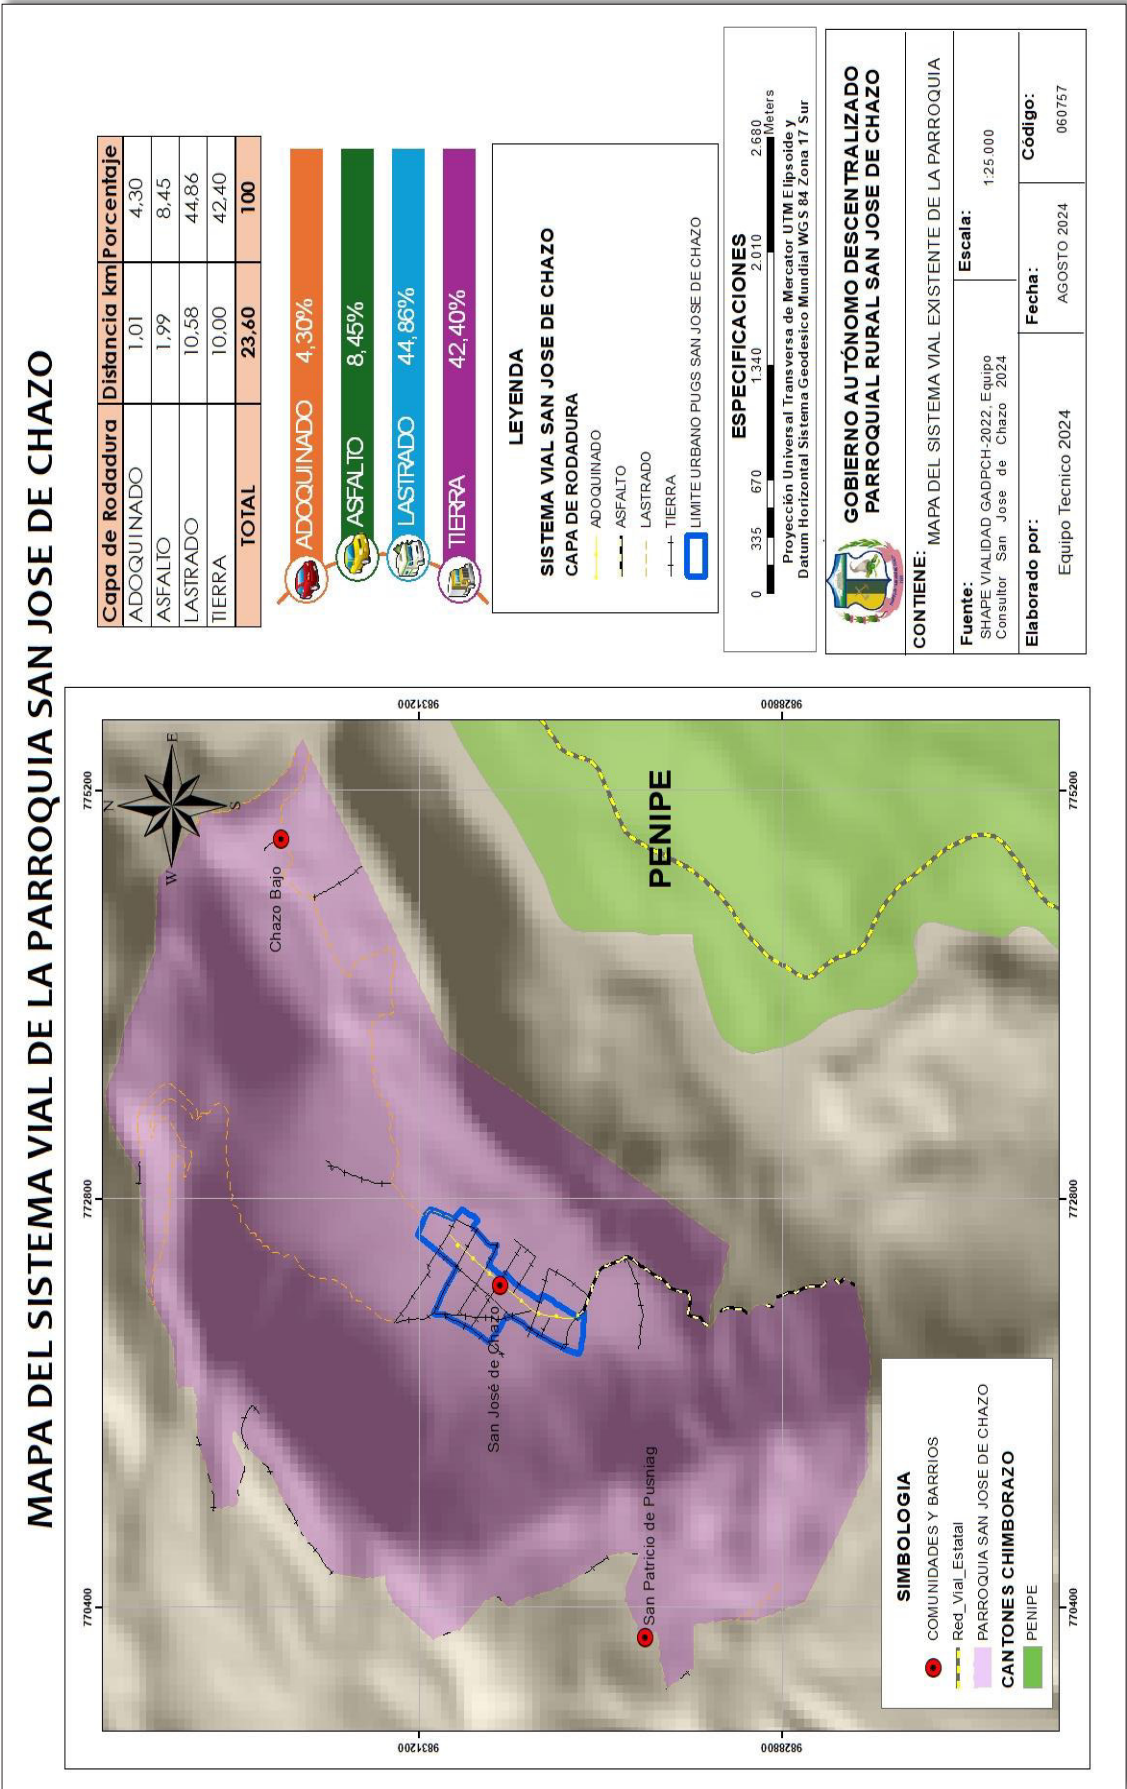 MAPA DEL SISTEMA VIAL DE LA PARROQUIA SAN JOSE DE CHAZO
770400 772800 775200
9831200
9828800
N
W E
S
Chazo Bajo
San José de Chazo
San Patricio de Pusniag
PENIPE
9831200
9828800
770400 772800 775200
SIMBOLOGIA
COMUNIDADES Y BARRIOS
Red_Vial_Estatal
PARROQUIA SAN JOSE DE CHAZO
CANTONES CHIMBORAZO
PENIPE
Capa de Rodadura Distancia km Porcentaje
ADOQUINADO 1,01 4,30
ASFALTO 1,99 8,45
LASTRADO 10,58 44,86
TIERRA 10,00 42,40
TOTAL 23,60 100
ADOQUINADO 4,30%
ASFALTO 8,45%
LASTRADO 44,86%
TIERRA 42,40%
LEYENDA
SISTEMA VIAL SAN JOSE DE CHAZO
CAPA DE RODADURA
ADOQUINADO
ASFALTO
LASTRADO
TIERRA
LIMITE URBANO PUGS SAN JOSE DE CHAZO
ESPECIFICACIONES
0 335 670 1.340 2.010 2.680
Meters
Proyección Universal Transversa de Mercator UTM Elipsoide y
Datum Horizontal Sistema Geodesico Mundial WGS 84 Zona 17 Sur
GOBIERNO AUTÓNOMO DESCENTRALIZADO
PARROQUIAL RURAL SAN JOSE DE CHAZO
CONTIENE:
MAPA DEL SISTEMA VIAL EXISTENTE DE LA PARROQUIA
Fuente:
SHAPE VIALIDAD GADPCH-2022, Equipo
Consultor San Jose de Chazo 2024
Escala:
1:25.000
Elaborado por:
Equipo Tecnico 2024
Fecha:
AGOSTO 2024
Código:
060757